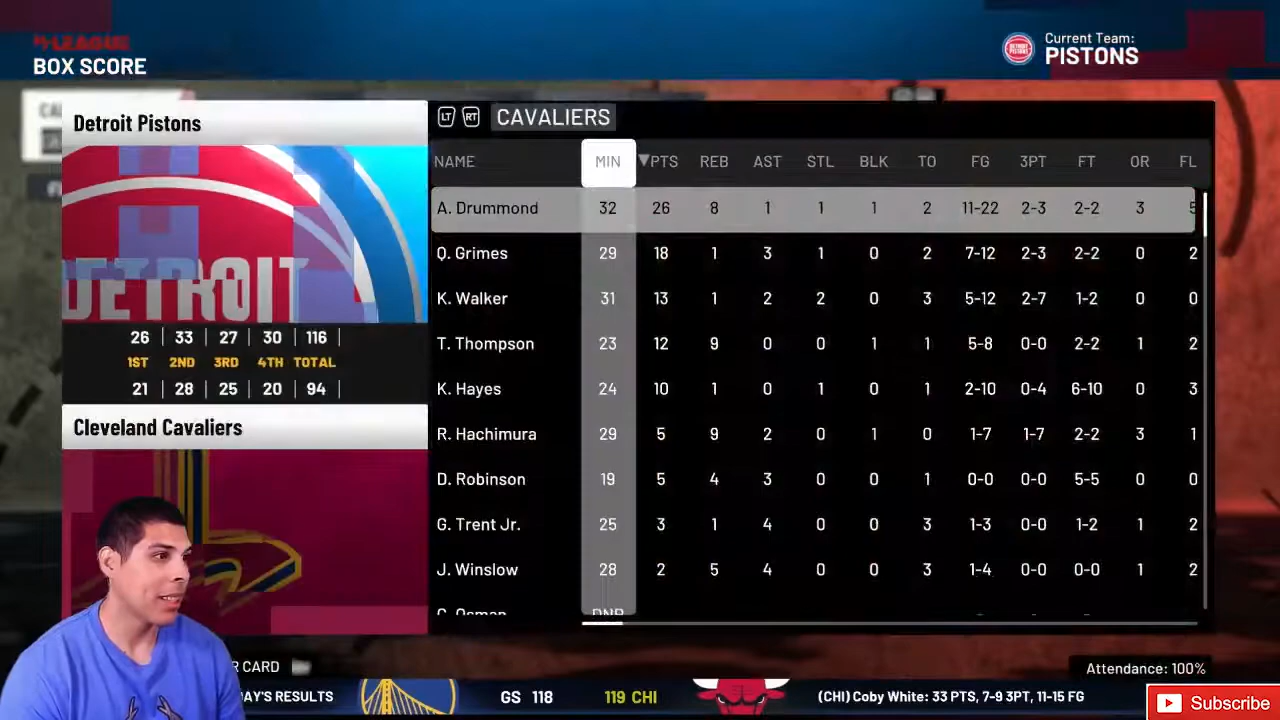 BOX SCORE
Current Team:
PISTONS
Detroit Pistons
DETROIT
26 33 27 30 116
1ST 2ND 3RD 4TH TOTAL
21 28 25 20 94
Cleveland Cavaliers
LT RT CAVALIERS
NAME MIN PTS REB AST STL BLK TO FG 3PT FT OR FL
A. Drummond 32 26 8 1 1 1 2 11-22 2-3 2-2 3 5
Q. Grimes 29 18 1 3 1 0 2 7-12 2-3 2-2 0 2
K. Walker 31 13 1 2 2 0 3 5-12 2-7 1-2 0 0
T. Thompson 23 12 9 0 0 1 1 5-8 0-0 2-2 1 2
K. Hayes 24 10 1 0 1 0 1 2-10 0-4 6-10 0 3
R. Hachimura 29 5 9 2 0 1 0 1-7 1-7 2-2 3 1
D. Robinson 19 5 4 3 0 0 1 0-0 0-0 5-5 0 0
G. Trent Jr. 25 3 1 4 0 0 3 1-3 0-0 1-2 1 2
J. Winslow 28 2 5 4 0 0 3 1-4 0-0 0-0 1 2
C. Osman DNP
R CARD
Attendance: 100%
AY'S RESULTS GS 118 119 CHI (CHI) Coby White: 33 PTS, 7-9 3PT, 11-15 FG
Subscribe